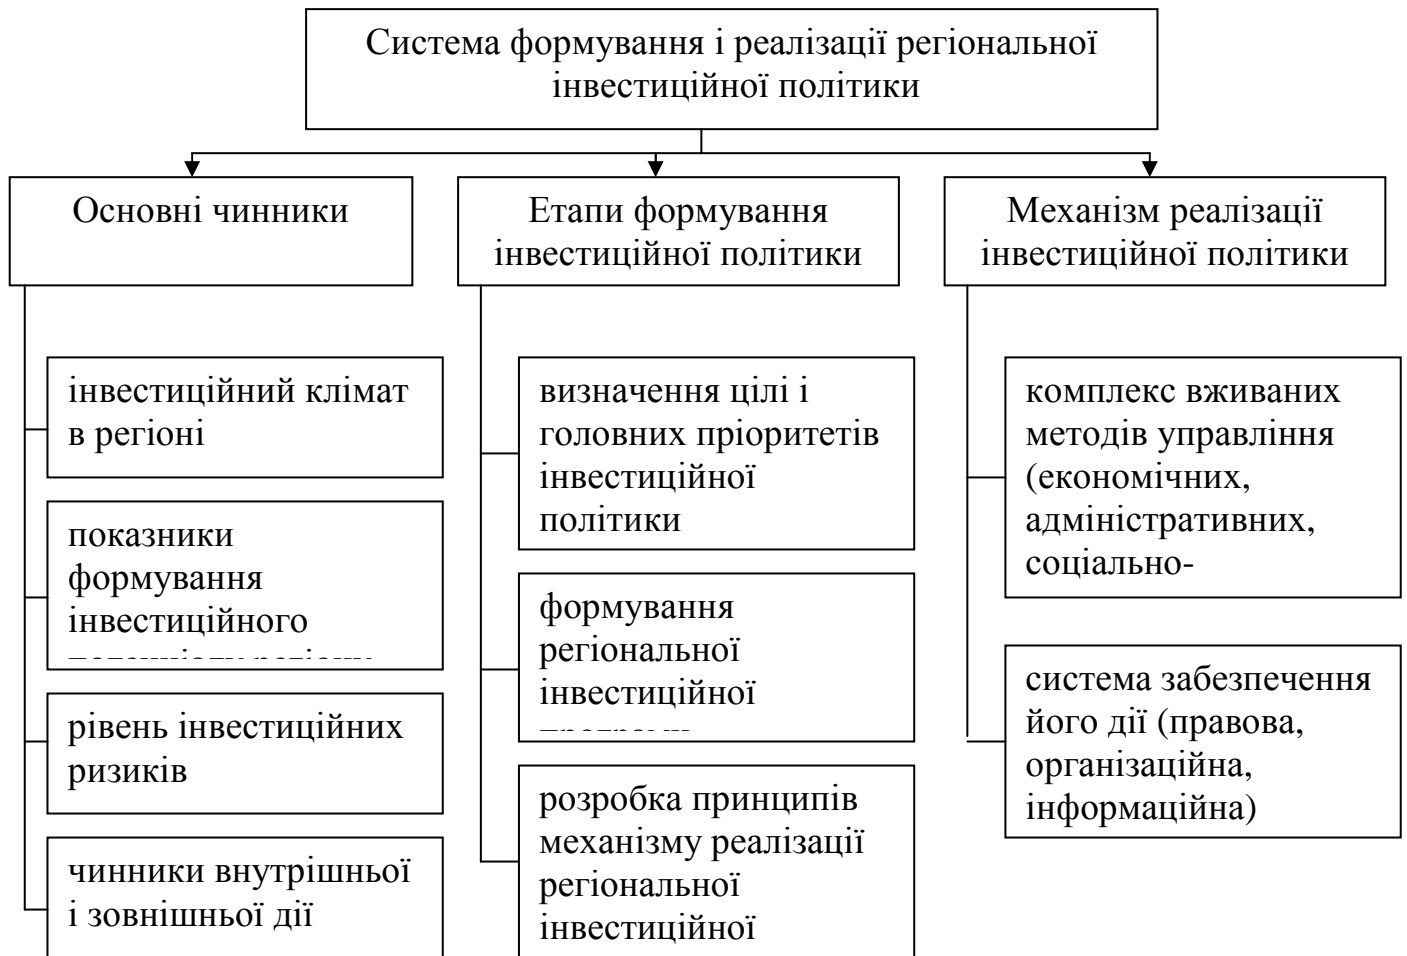 Система формування і реалізації регіональної
інвестиційної політики
Основні чинники
Етапи формування
інвестиційної політики
Механізм реалізації
інвестиційної політики
інвестиційний клімат
в регіоні
показники
формування
інвестиційного
рівень інвестиційних
ризиків
чинники внутрішньої
і зовнішньої дії
визначення цілі і
головних пріоритетів
інвестиційної
політики
формування
регіональної
інвестиційної
розробка принципів
механізму реалізації
регіональної
інвестиційної
комплекс вживаних
методів управління
(економічних,
адміністративних,
соціально-
система забезпечення
його дії (правова,
організаційна,
інформаційна)